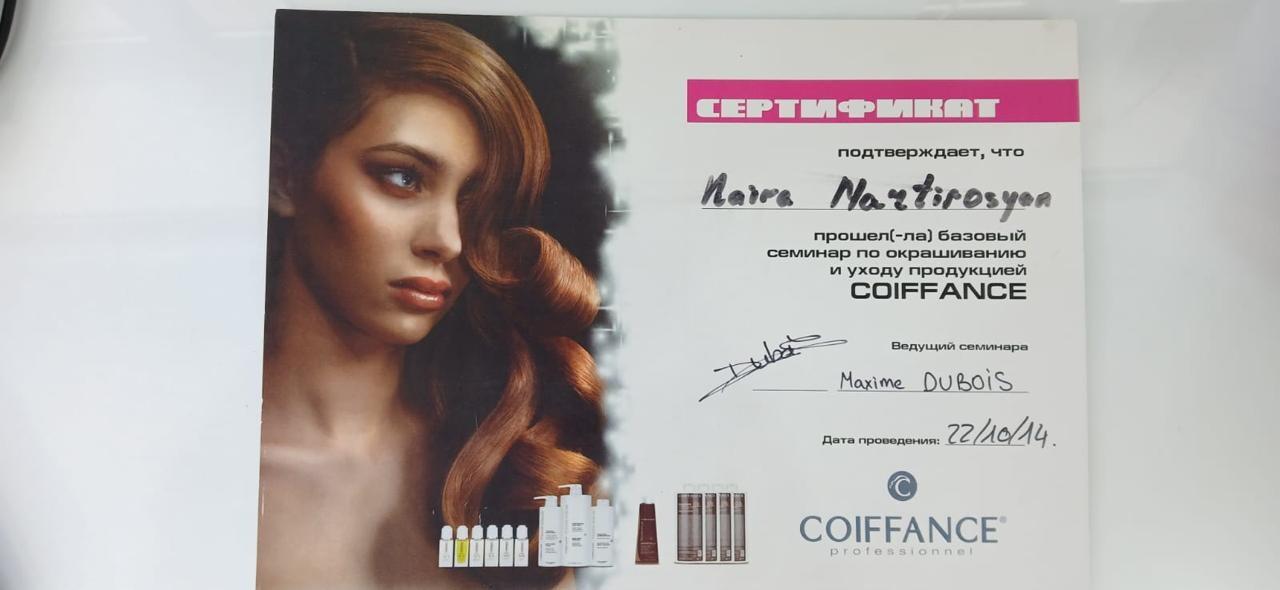 СЕРТИФИКАТ
подтверждает, что
Naira Martirosyan
прошел(-ла) базовый
семинар по окрашиванию
и уходу продукцией
COIFFANCE
Ведущий семинара
Dubois
Maxime DUBOIS
Дата проведения: 22/10/14.
C
COIFFANCE®
professionnel